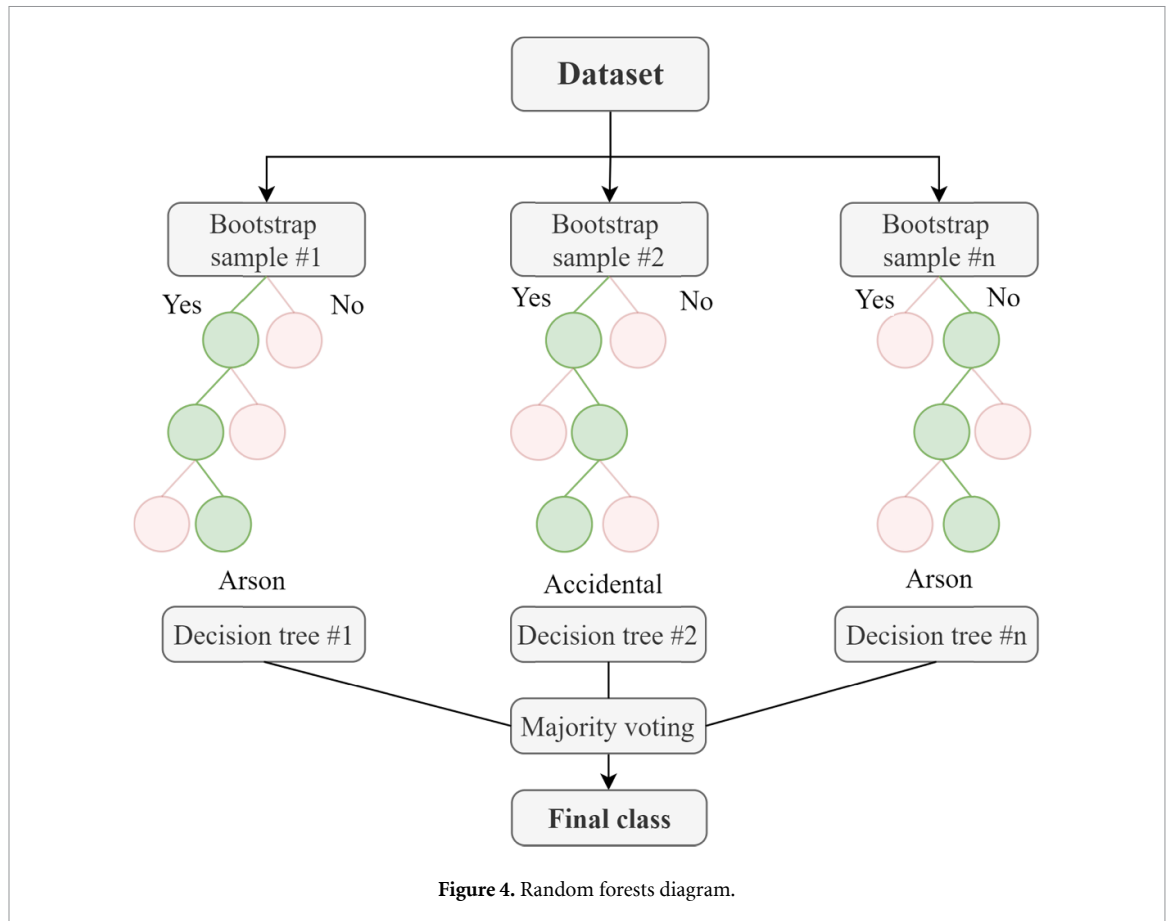 Dataset
Bootstrap
sample #1
Bootstrap
sample #2
Bootstrap
sample #n
Yes
No
Yes
No
Yes
No
Arson
Accidental
Arson
Decision tree #1
Decision tree #2
Decision tree #n
Majority voting
Final class
Figure 4. Random forests diagram.